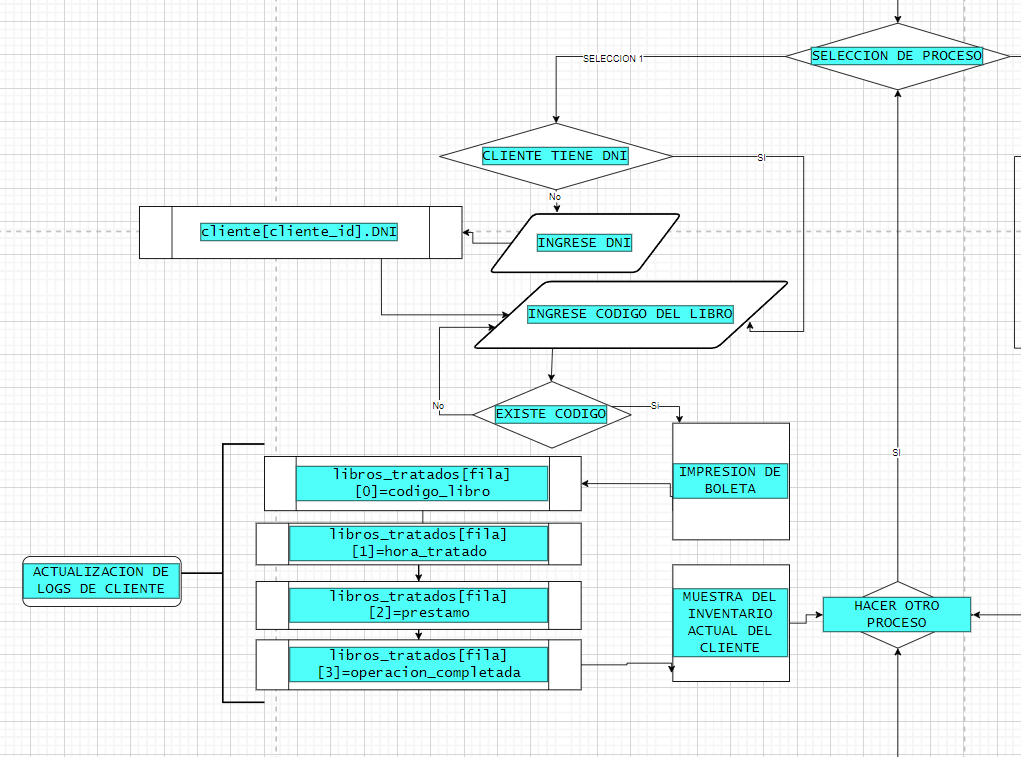 SELECCION DE PROCESO
SELECCION 1
CLIENTE TIENE DNI
SI
No
cliente[cliente_id].DNI
INGRESE DNI
INGRESE CODIGO DEL LIBRO
No
EXISTE CODIGO
Si
SI
IMPRESION DE
BOLETA
libros_tratados[fila]
[0]=codigo_libro
libros_tratados[fila]
[1]=hora_tratado
ACTUALIZACION DE
LOGS DE CLIENTE
libros_tratados[fila]
[2]=prestamo
libros_tratados[fila]
[3]=operacion_completada
MUESTRA DEL
INVENTARIO
ACTUAL DEL
CLIENTE
HACER OTRO
PROCESO